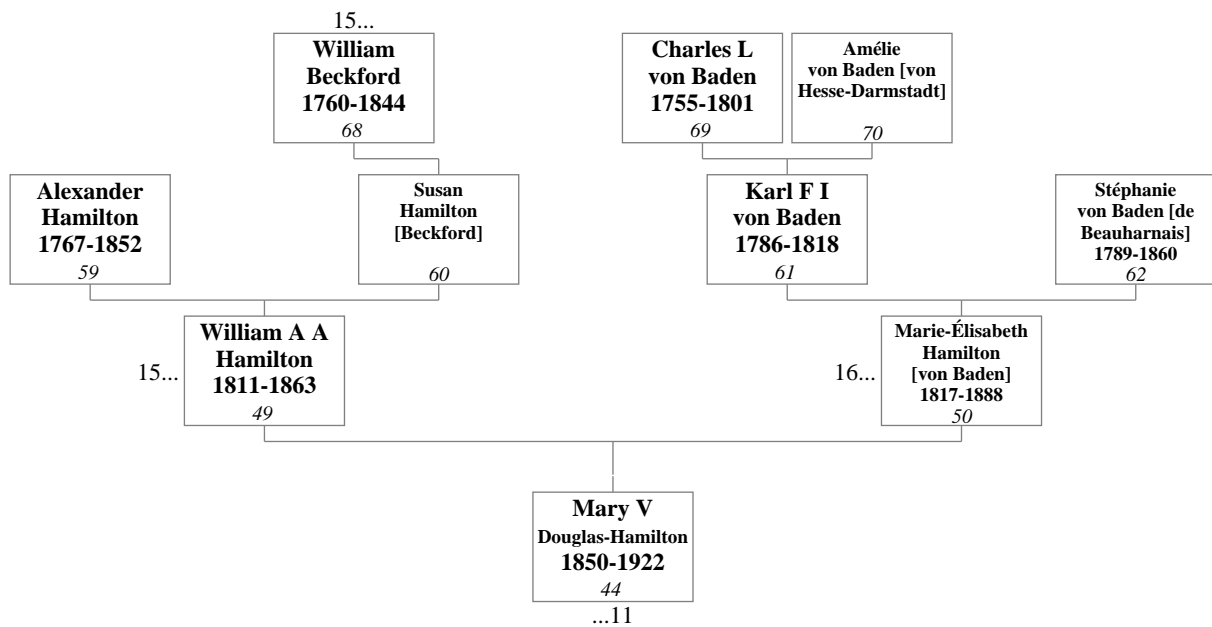 15...
William
Beckford
1760-1844
68
Charles L
von Baden
1755-1801
69
Amélie
von Baden [von
Hesse-Darmstadt]
70
Alexander
Hamilton
1767-1852
59
Susan
Hamilton
[Beckford]
60
Karl F I
von Baden
1786-1818
61
Stéphanie
von Baden [de
Beauharnais]
1789-1860
62
15...
William A A
Hamilton
1811-1863
49
16...
Marie-Élisabeth
Hamilton
[von Baden]
1817-1888
50
Mary V
Douglas-Hamilton
1850-1922
44
...11